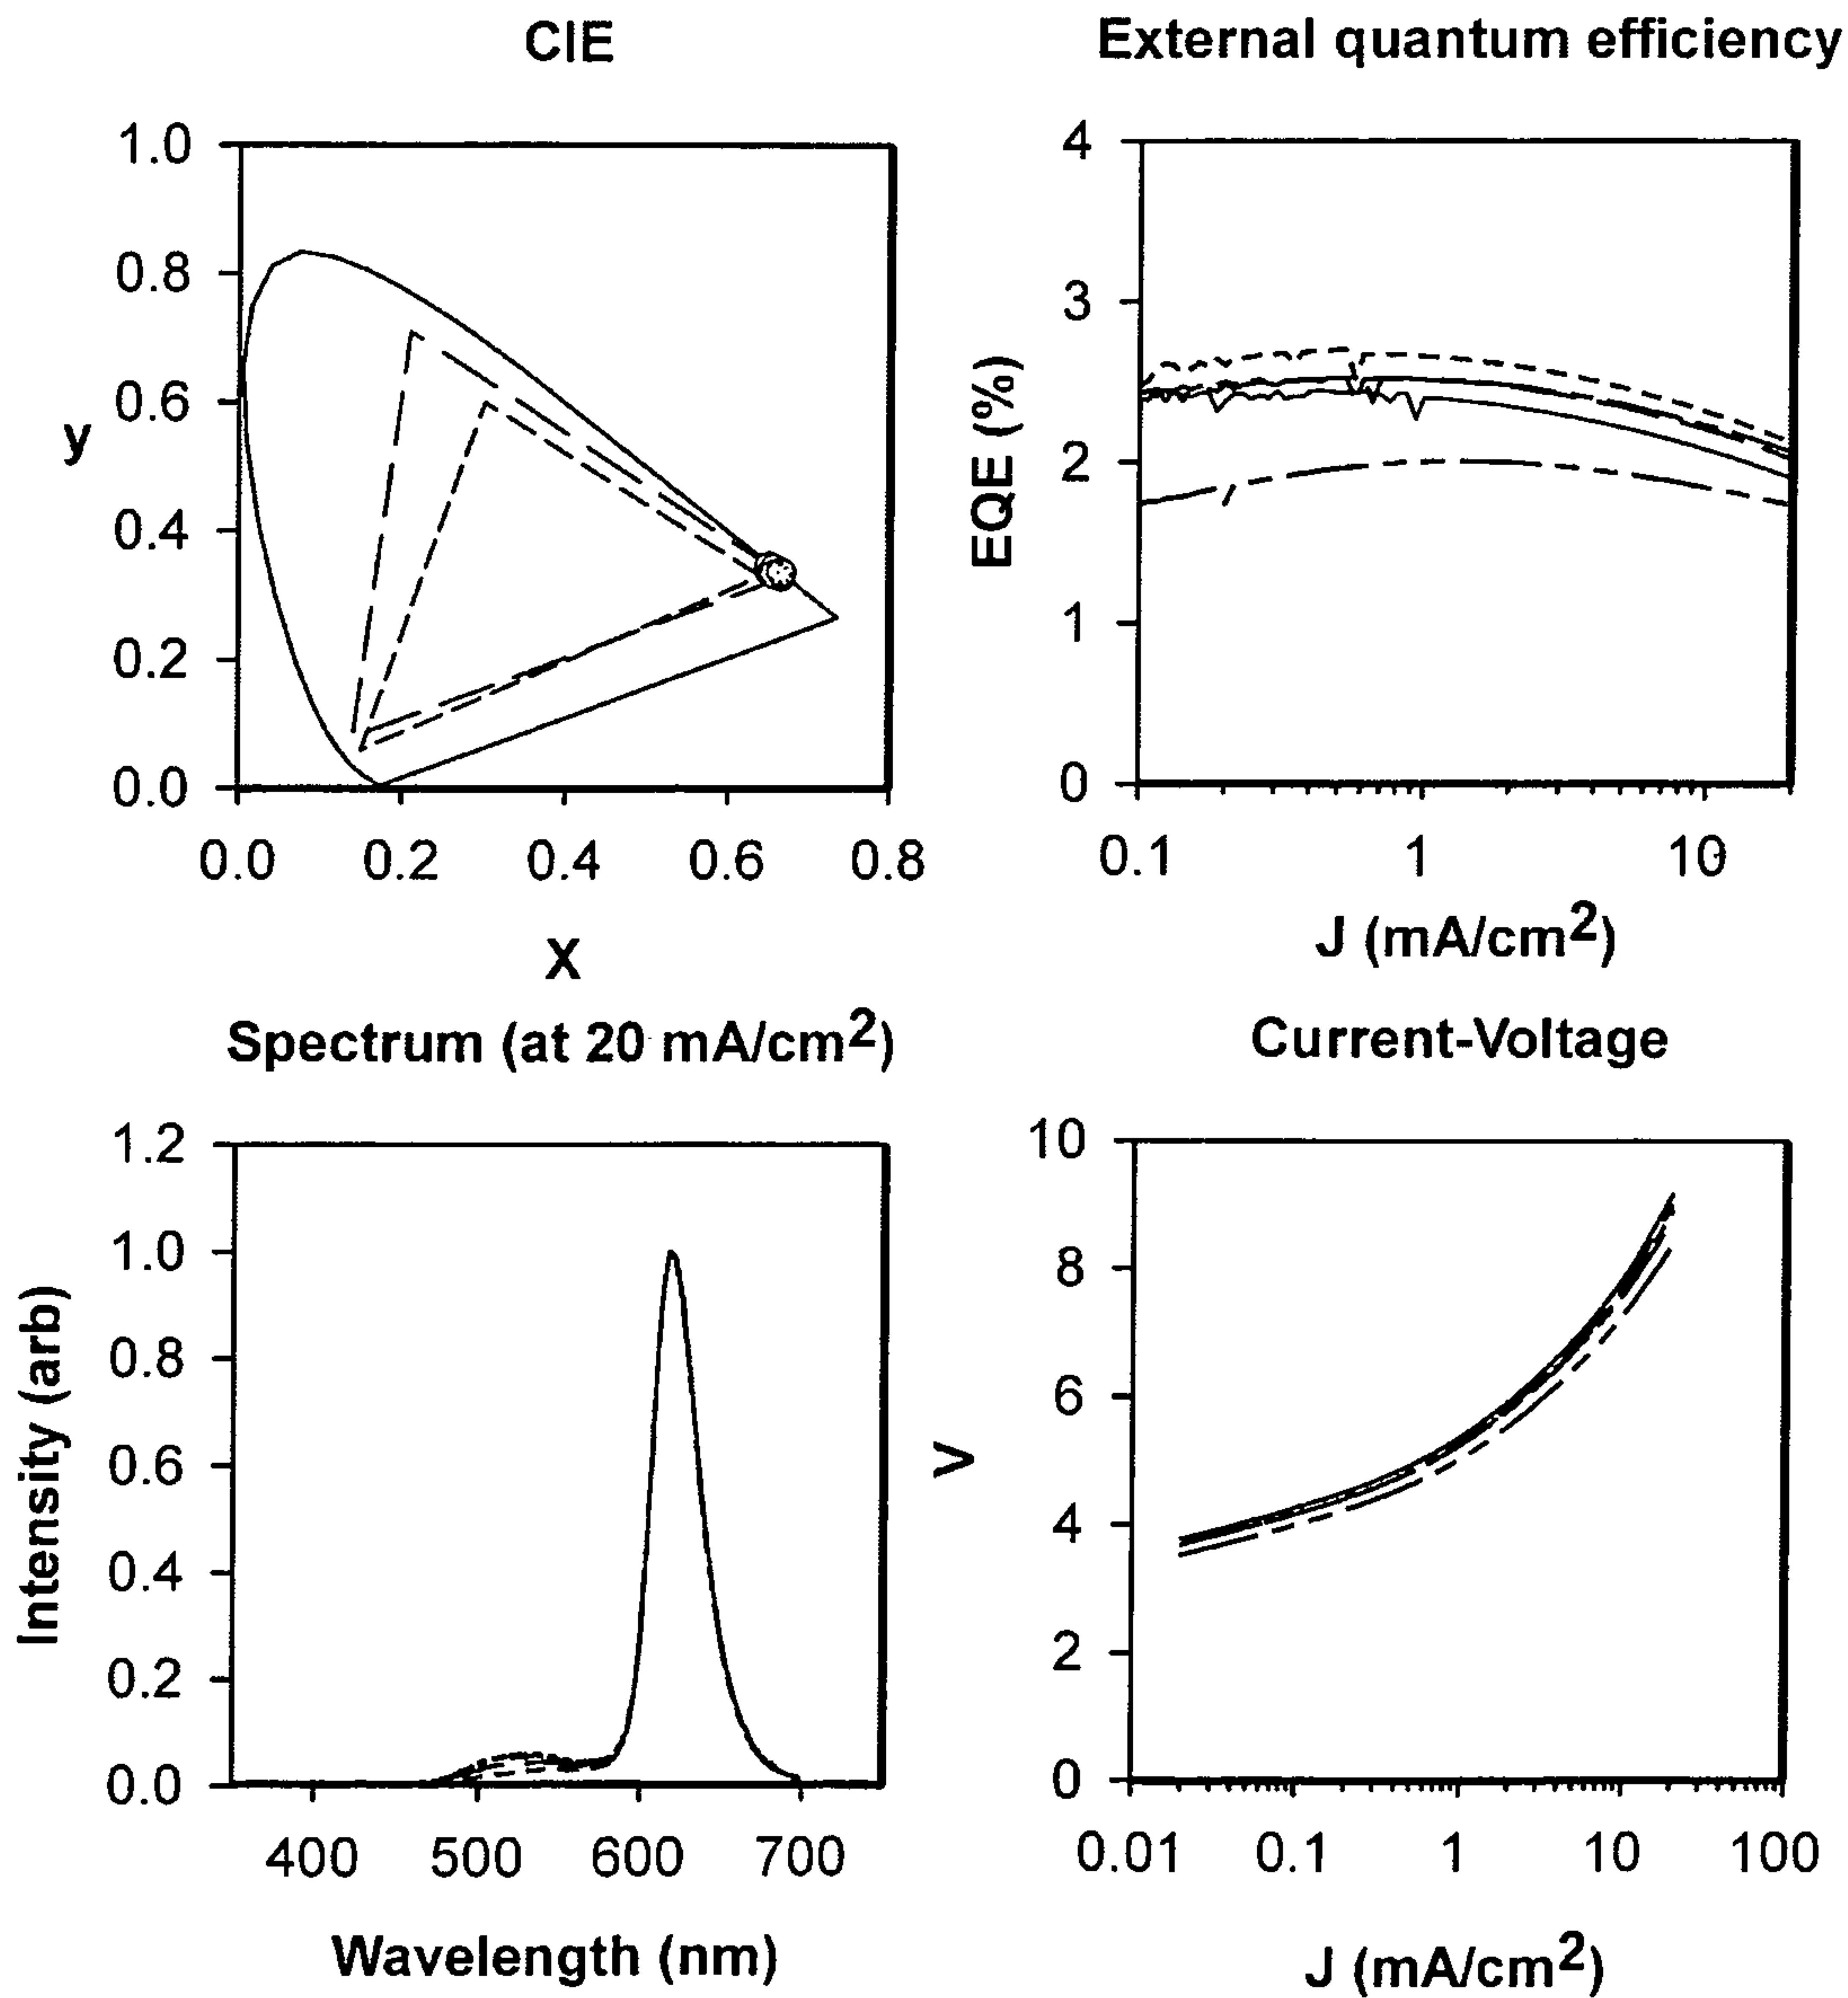 CIE
1.0
0.8
0.6
0.4
0.2
0.0
y
0.0 0.2 0.4 0.6 0.8
X
External quantum efficiency
4
3
2
1
0
EQE (%)
0.1 1 10
J (mA/cm2)
Spectrum (at 20 mA/cm2)
1.2
1.0
0.8
0.6
0.4
0.2
0.0
Intensity (arb)
400 500 600 700
Wavelength (nm)
Current-Voltage
10
8
6
4
2
0
V
0.01 0.1 1 10 100
J (mA/cm2)